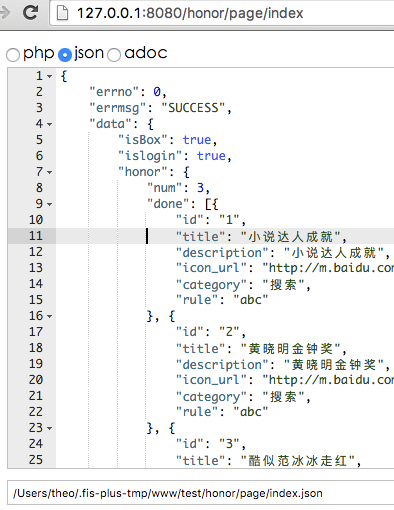 127.0.0.1:8080/honor/page/index
php json adoc
1 {
2 "errno": 0,
3 "errmsg": "SUCCESS",
4 "data": {
5 "isBox": true,
6 "islogin": true,
7 "honor": {
8 "num": 3,
9 "done": [{
10 "id": "1",
11 "title": "小说达人成就",
12 "description": "小说达人成就",
13 "icon_url": "http://m.baidu.com
14 "category": "搜索",
15 "rule": "abc"
16 }, {
17 "id": "2",
18 "title": "黄晓明金钟奖",
19 "description": "黄晓明金钟奖",
20 "icon_url": "http://m.baidu.com
21 "category": "搜索",
22 "rule": "abc"
23 }, {
24 "id": "3",
25 "title": "酷似范冰冰走红",
/Users/theo/.fis-plus-tmp/www/test/honor/page/index.json